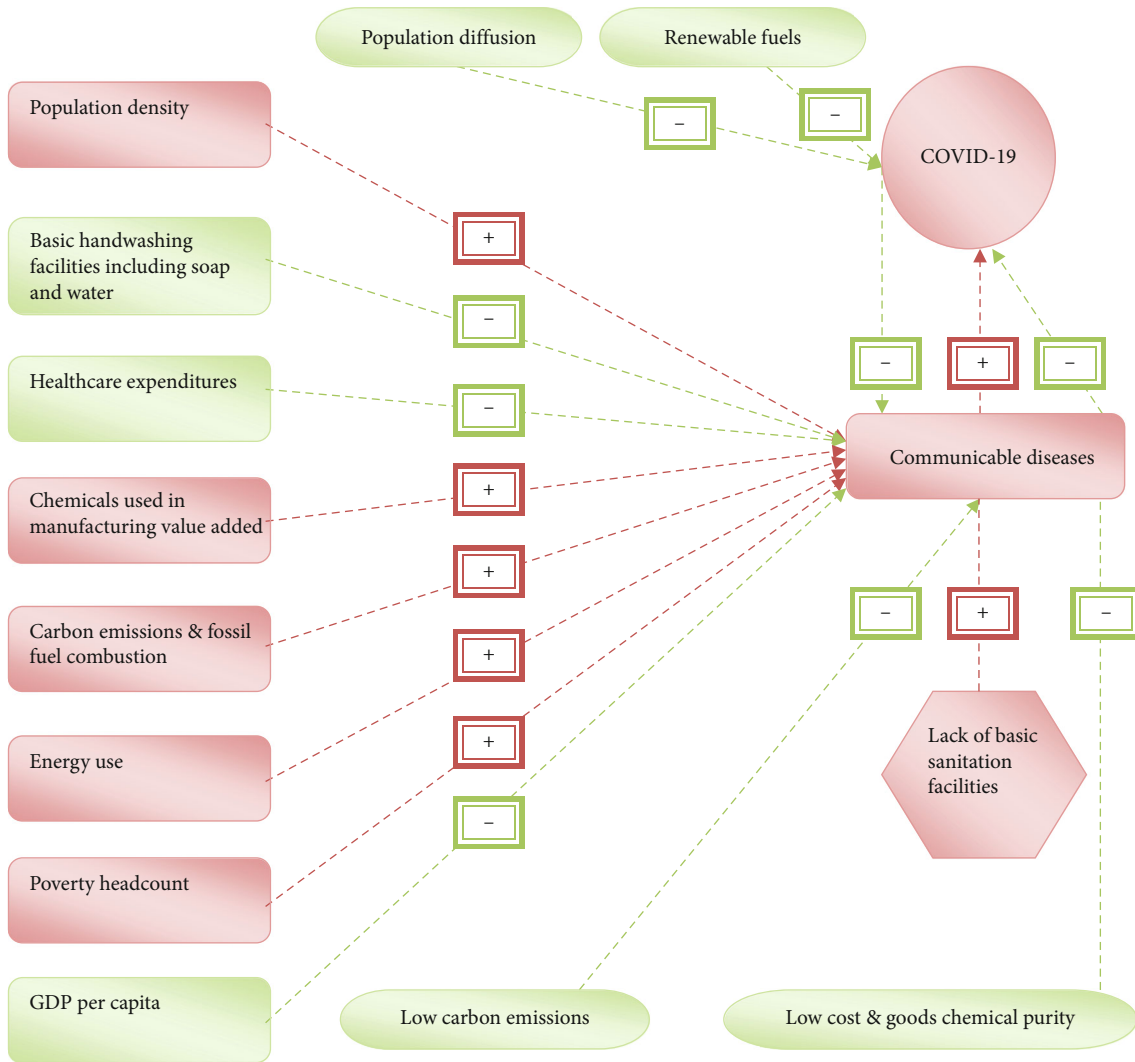 Population diffusion
Renewable fuels
Population density
–
–
COVID-19
+
Basic handwashing
facilities including soap
and water
–
–
+
–
Healthcare expenditures
–
Communicable diseases
Chemicals used in
manufacturing value added
+
+
–
+
–
Carbon emissions & fossil
fuel combustion
+
Energy use
Lack of basic
sanitation
facilities
+
–
Poverty headcount
GDP per capita
Low carbon emissions
Low cost & goods chemical purity